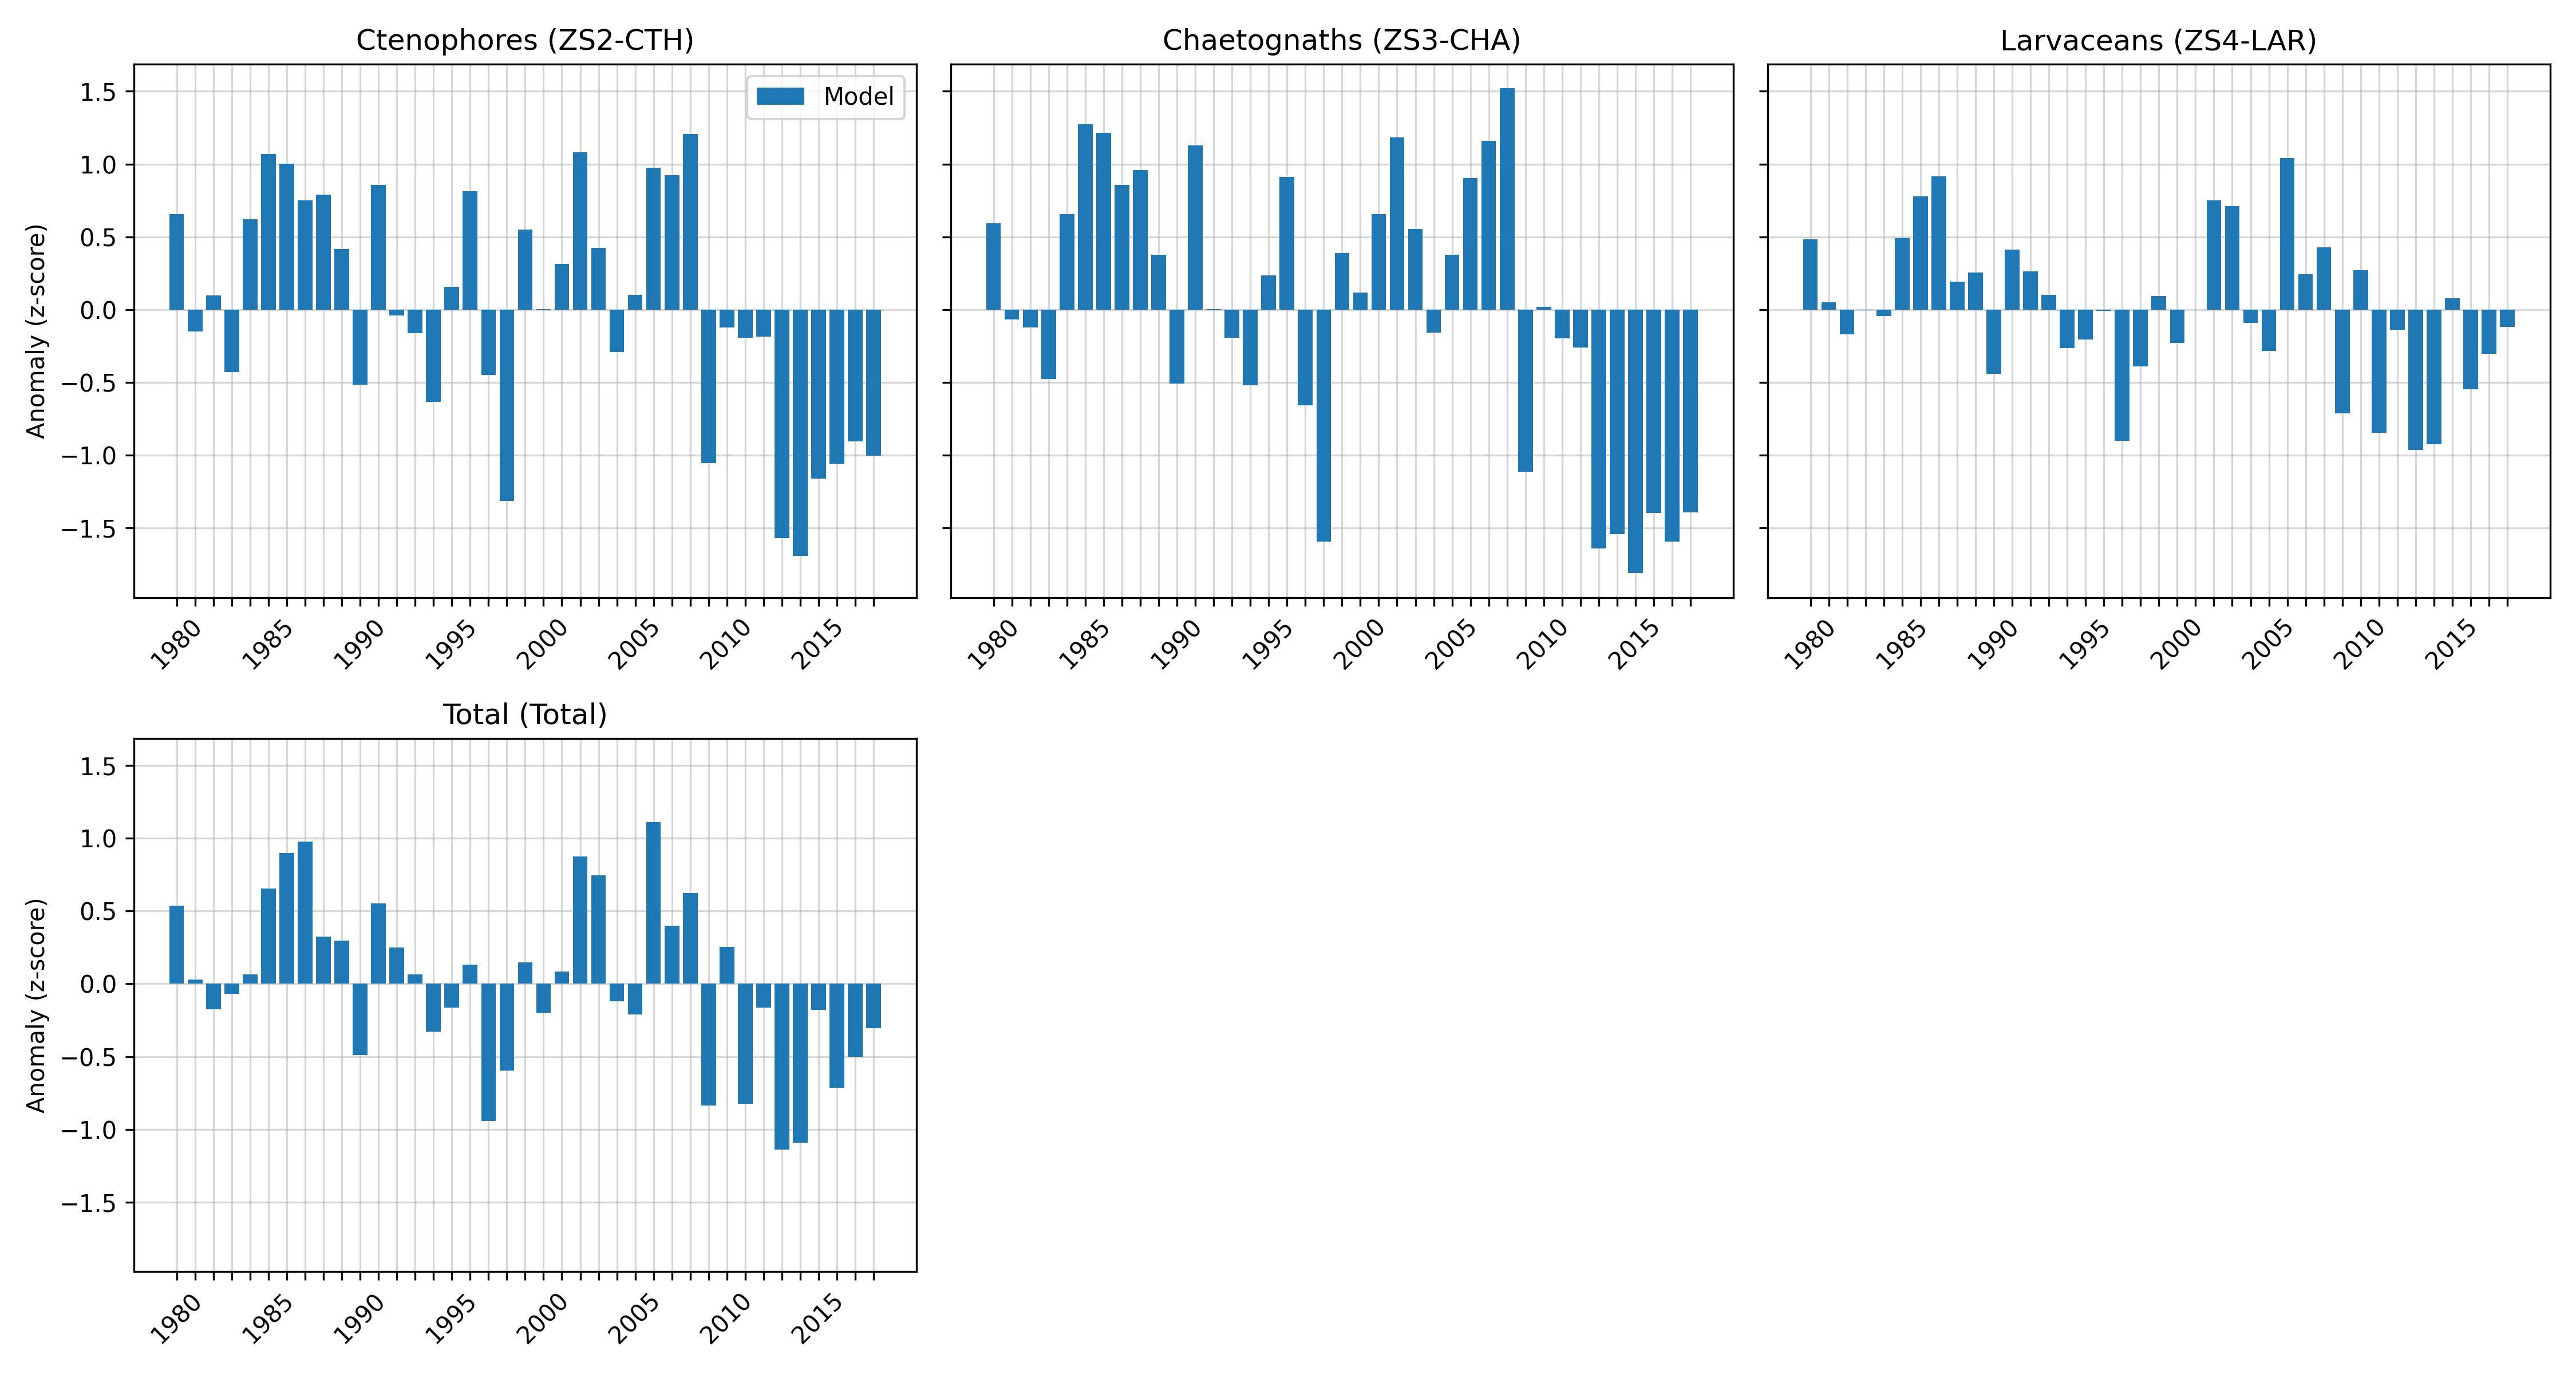 Ctenophores (ZS2-CTH)
Chaetognaths (ZS3-CHA)
Larvaceans (ZS4-LAR)
Model
Anomaly (z-score)
1.5
1.0
0.5
0.0
−0.5
−1.0
−1.5
1980 1985 1990 1995 2000 2005 2010 2015
1980 1985 1990 1995 2000 2005 2010 2015
1980 1985 1990 1995 2000 2005 2010 2015
Total (Total)
Anomaly (z-score)
1.5
1.0
0.5
0.0
−0.5
−1.0
−1.5
1980 1985 1990 1995 2000 2005 2010 2015